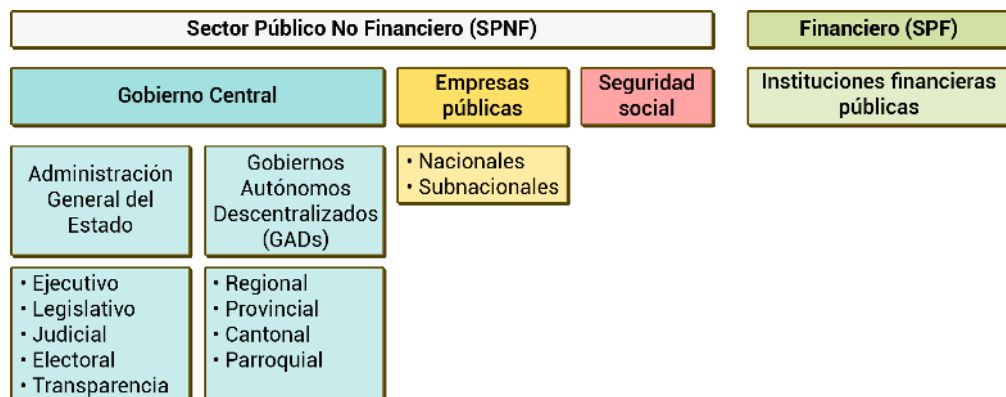 Sector Público No Financiero (SPNF)
Financiero (SPF)
Gobierno Central
Empresas
públicas
Seguridad
social
Instituciones financieras
públicas
Administración
General del
Estado
Gobiernos
Autónomos
Descentralizados
(GADs)
• Nacionales
• Subnacionales
• Ejecutivo
• Legislativo
• Judicial
• Electoral
• Transparencia
• Regional
• Provincial
• Cantonal
• Parroquial